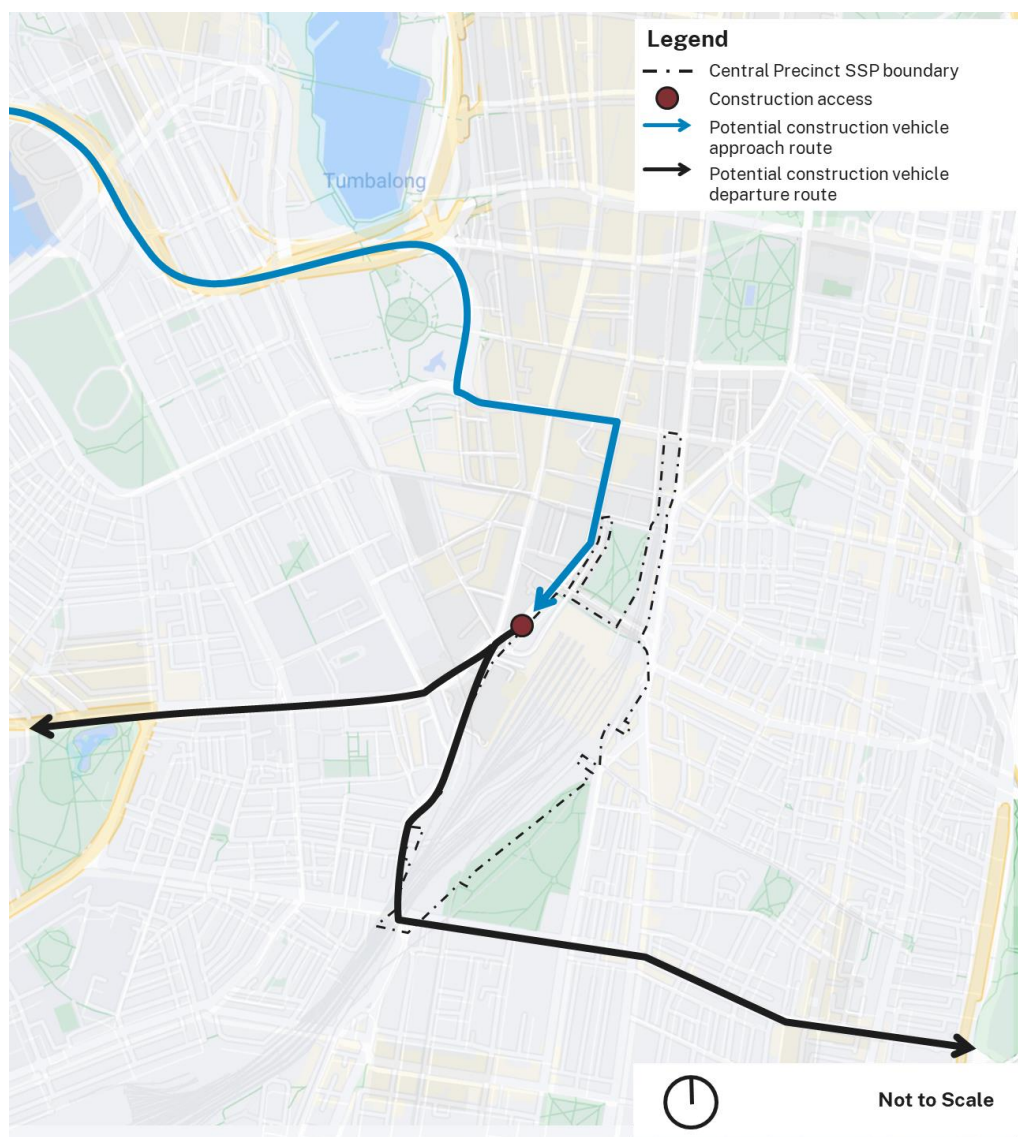 Legend
Central Precinct SSP boundary
Construction access
Potential construction vehicle
approach route
Potential construction vehicle
departure route
Tumbalong
Not to Scale